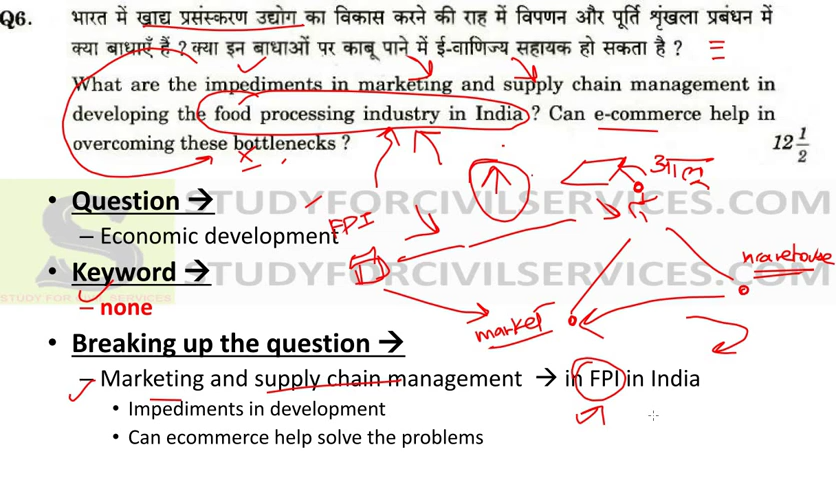 Q6. भारत में खाद्य प्रसंस्करण उद्योग का विकास करने की राह में विपणन और पूर्ति शृंखला प्रबंधन में
क्या बाधाएँ हैं ? क्या इन बाधाओं पर काबू पाने में ई-वाणिज्य सहायक हो सकता है ?
What are the impediments in marketing and supply chain management in
developing the food processing industry in India ? Can e-commerce help in
overcoming these bottlenecks ? 12 1/2
आलू
STUDYFORCIVILSERVICES.COM
• Question →
FPI
– Economic development
warehouse
• Keyword →
STUDYFORCIVILSERVICES.COM
STUDY FOR CIVIL SERVICES
– none
market
• Breaking up the question →
– Marketing and supply chain management → in FPI in India
• Impediments in development
• Can ecommerce help solve the problems